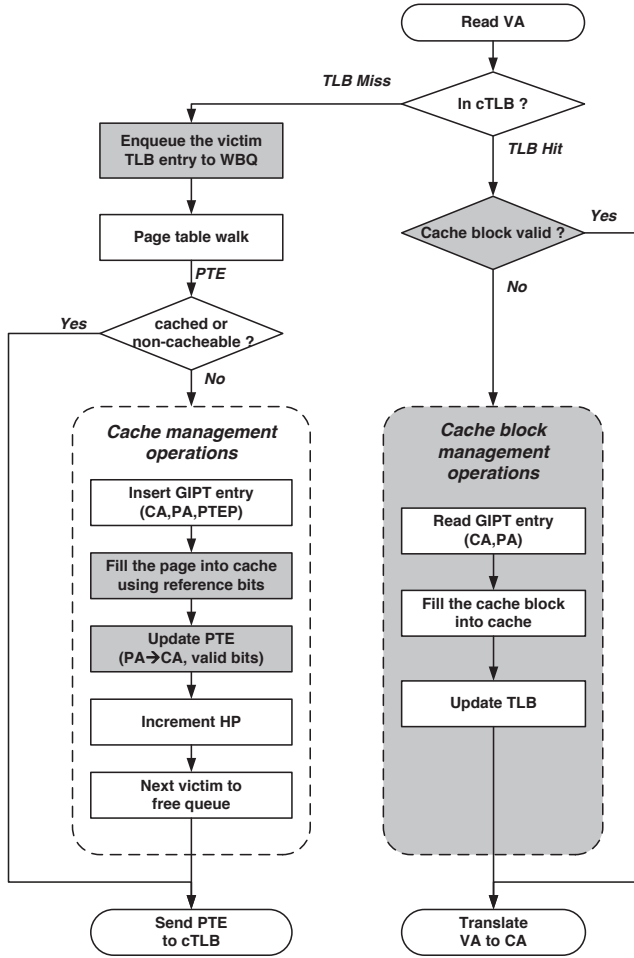 Read VA
TLB Miss
In cTLB ?
Enqueue the victim
TLB entry to WBQ
TLB Hit
Page table walk
Cache block valid ?
Yes
PTE
No
Yes
cached or
non-cacheable ?
No
Cache management
operations
Insert GIPT entry
(CA,PA,PTEP)
Fill the page into cache
using reference bits
Update PTE
(PA→CA, valid bits)
Increment HP
Next victim to
free queue
Send PTE
to cTLB
Cache block
management
operations
Read GIPT entry
(CA,PA)
Fill the cache block
into cache
Update TLB
Translate
VA to CA